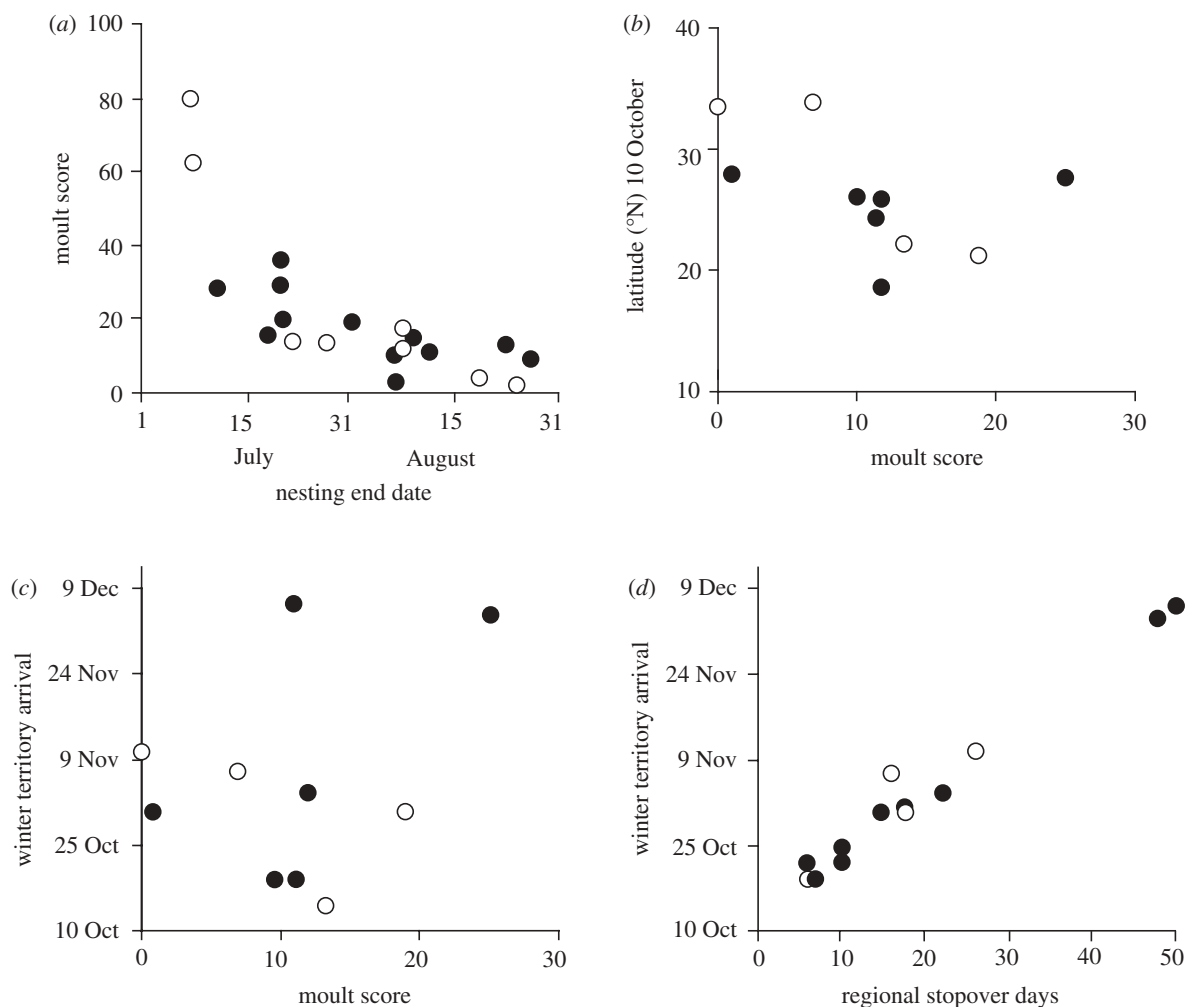 (a)
100
80
60
40
20
0
moult score
1 15 31 15 31
July August
nesting end date
(b)
40
30
20
10
latitude (°N) 10 October
0 10 20 30
moult score
(c)
9 Dec
24 Nov
9 Nov
25 Oct
10 Oct
winter territory arrival
0 10 20 30
moult score
(d)
9 Dec
24 Nov
9 Nov
25 Oct
10 Oct
winter territory arrival
0 10 20 30 40 50
regional stopover days